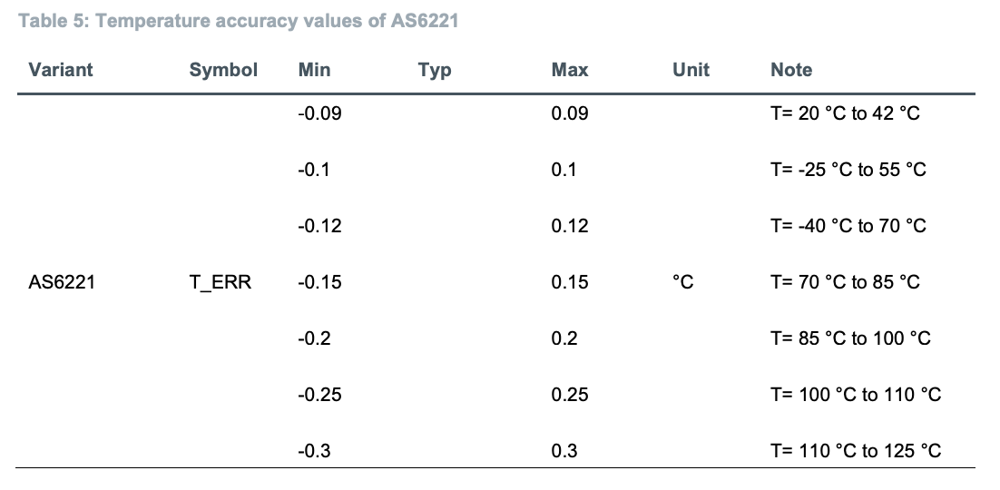 Table 5: Temperature accuracy values of AS6221
Variant Symbol Min Typ Max Unit Note
-0.09 0.09 T= 20 °C to 42 °C
-0.1 0.1 T= -25 °C to 55 °C
-0.12 0.12 T= -40 °C to 70 °C
AS6221 T_ERR -0.15 0.15 °C T= 70 °C to 85 °C
-0.2 0.2 T= 85 °C to 100 °C
-0.25 0.25 T= 100 °C to 110 °C
-0.3 0.3 T= 110 °C to 125 °C